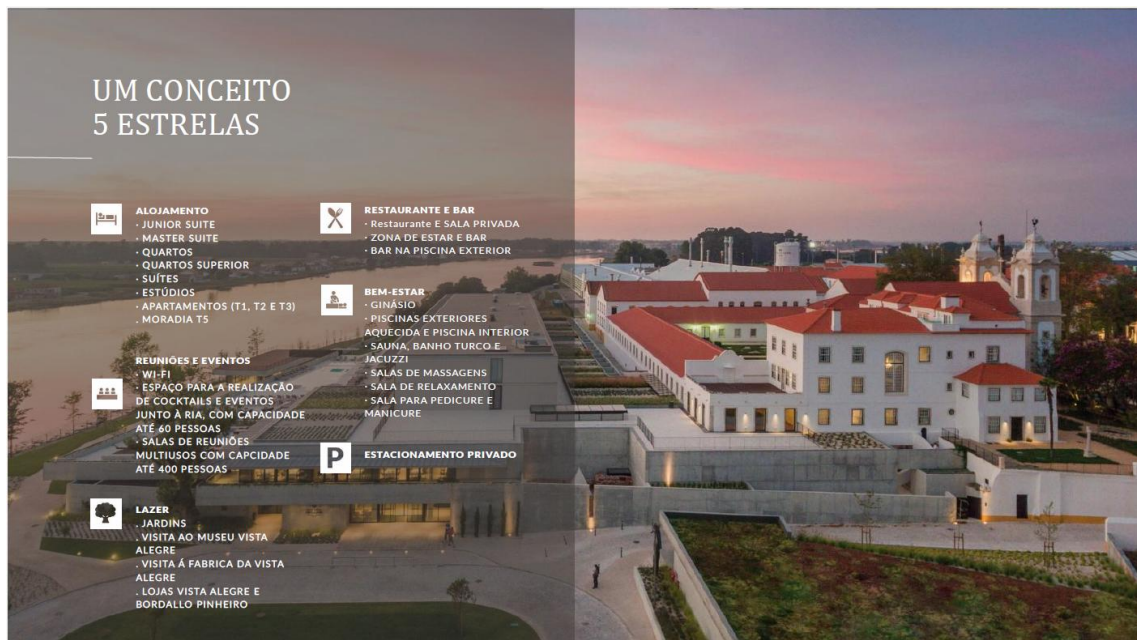 UM CONCEITO
5 ESTRELAS
ALOJAMENTO
· JUNIOR SUITE
· MASTER SUITE
· QUARTOS
· QUARTOS SUPERIOR
· SUÍTES
· ESTÚDIOS
· APARTAMENTOS (T1, T2 E T3)
. MORADIA T5
REUNIÕES E EVENTOS
· WI-FI
· ESPAÇO PARA A REALIZAÇÃO
DE COCKTAILS E EVENTOS
JUNTO À RIA, COM CAPACIDADE
ATÉ 60 PESSOAS
· SALAS DE REUNIÕES
MULTIUSOS COM CAPCIDADE
ATÉ 400 PESSOAS
LAZER
. JARDINS
. VISITA AO MUSEU VISTA
ALEGRE
. VISITA Á FABRICA DA VISTA
ALEGRE
. LOJAS VISTA ALEGRE E
BORDALLO PINHEIRO
RESTAURANTE E BAR
· Restaurante E SALA PRIVADA
· ZONA DE ESTAR E BAR
· BAR NA PISCINA EXTERIOR
BEM-ESTAR
· GINÁSIO
· PISCINAS EXTERIORES
AQUECIDA E PISCINA INTERIOR
· SAUNA, BANHO TURCO E
JACUZZI
· SALAS DE MASSAGENS
· SALA DE RELAXAMENTO
· SALA PARA PEDICURE E
MANICURE
P
ESTACIONAMENTO PRIVADO